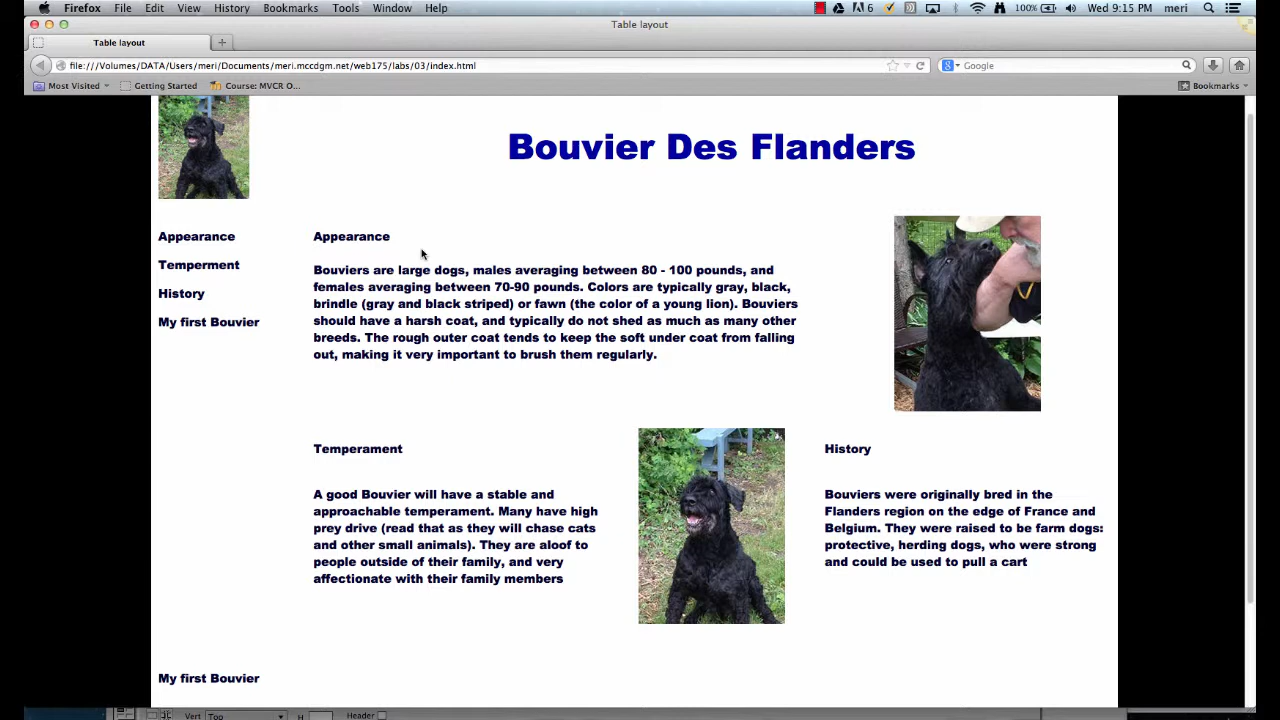 Firefox File Edit View History Bookmarks Tools Window Help 6 100% Wed 9:15 PM meri
Table layout
Table layout
file:///Volumes/DATA/Users/meri/Documents/meri.mccdgm.net/web175/labs/03/index.html Google
Most Visited Getting Started Course: MVCR O... Bookmarks
Bouvier Des Flanders
Appearance
Temperment
History
My first Bouvier
Appearance
Bouviers are large dogs, males averaging between 80 - 100 pounds, and
females averaging between 70-90 pounds. Colors are typically gray, black,
brindle (gray and black striped) or fawn (the color of a young lion). Bouviers
should have a harsh coat, and typically do not shed as much as many other
breeds. The rough outer coat tends to keep the soft under coat from falling
out, making it very important to brush them regularly.
Temperament
A good Bouvier will have a stable and
approachable temperament. Many have high
prey drive (read that as they will chase cats
and other small animals). They are aloof to
people outside of their family, and very
affectionate with their family members
History
Bouviers were originally bred in the
Flanders region on the edge of France and
Belgium. They were raised to be farm dogs:
protective, herding dogs, who were strong
and could be used to pull a cart
My first Bouvier
Vert Top H Header